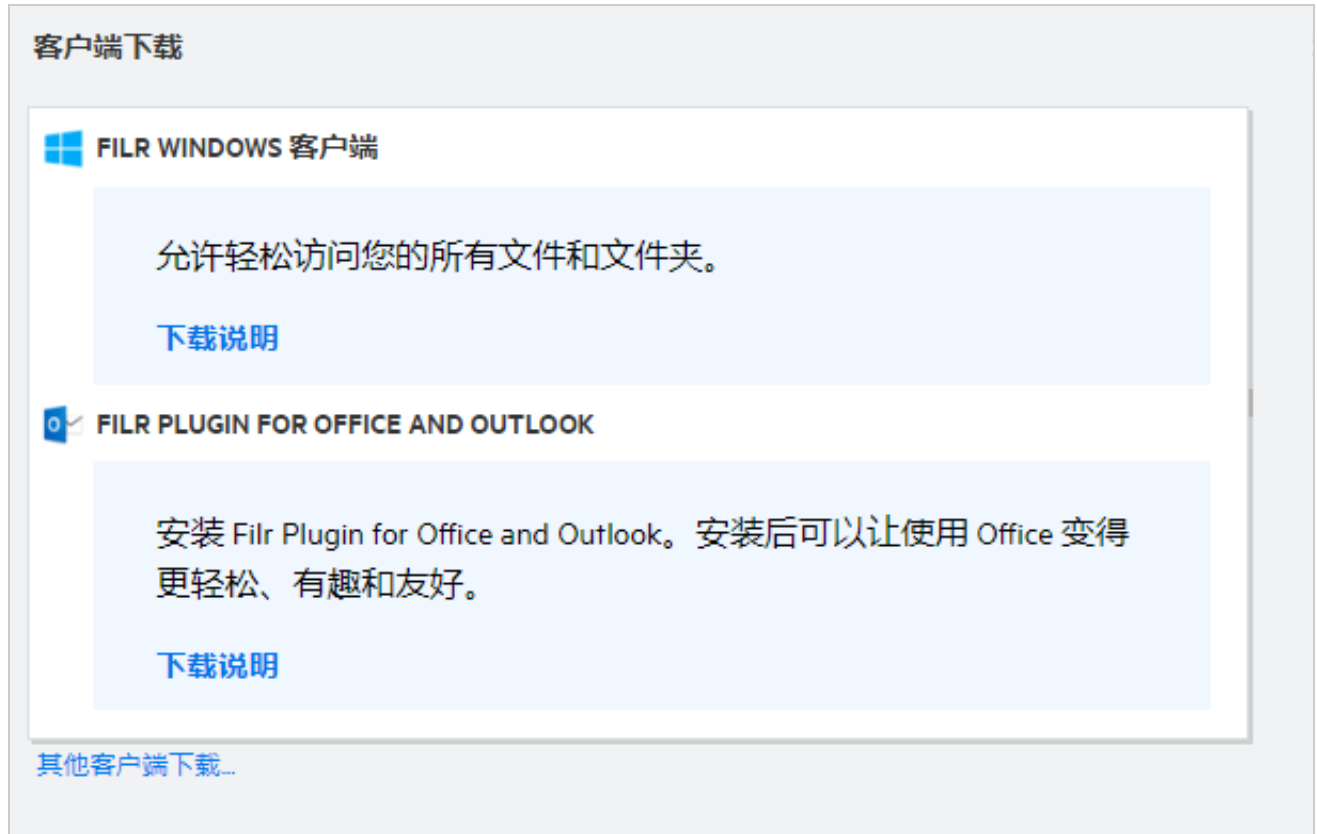 客户端下载
FILR WINDOWS 客户端
允许轻松访问您的所有文件和文件夹。
下载说明
FILR PLUGIN FOR OFFICE AND OUTLOOK
安装 Filr Plugin for Office and Outlook。安装后可以让使用 Office 变得
更轻松、有趣和友好。
下载说明
其他客户端下载...